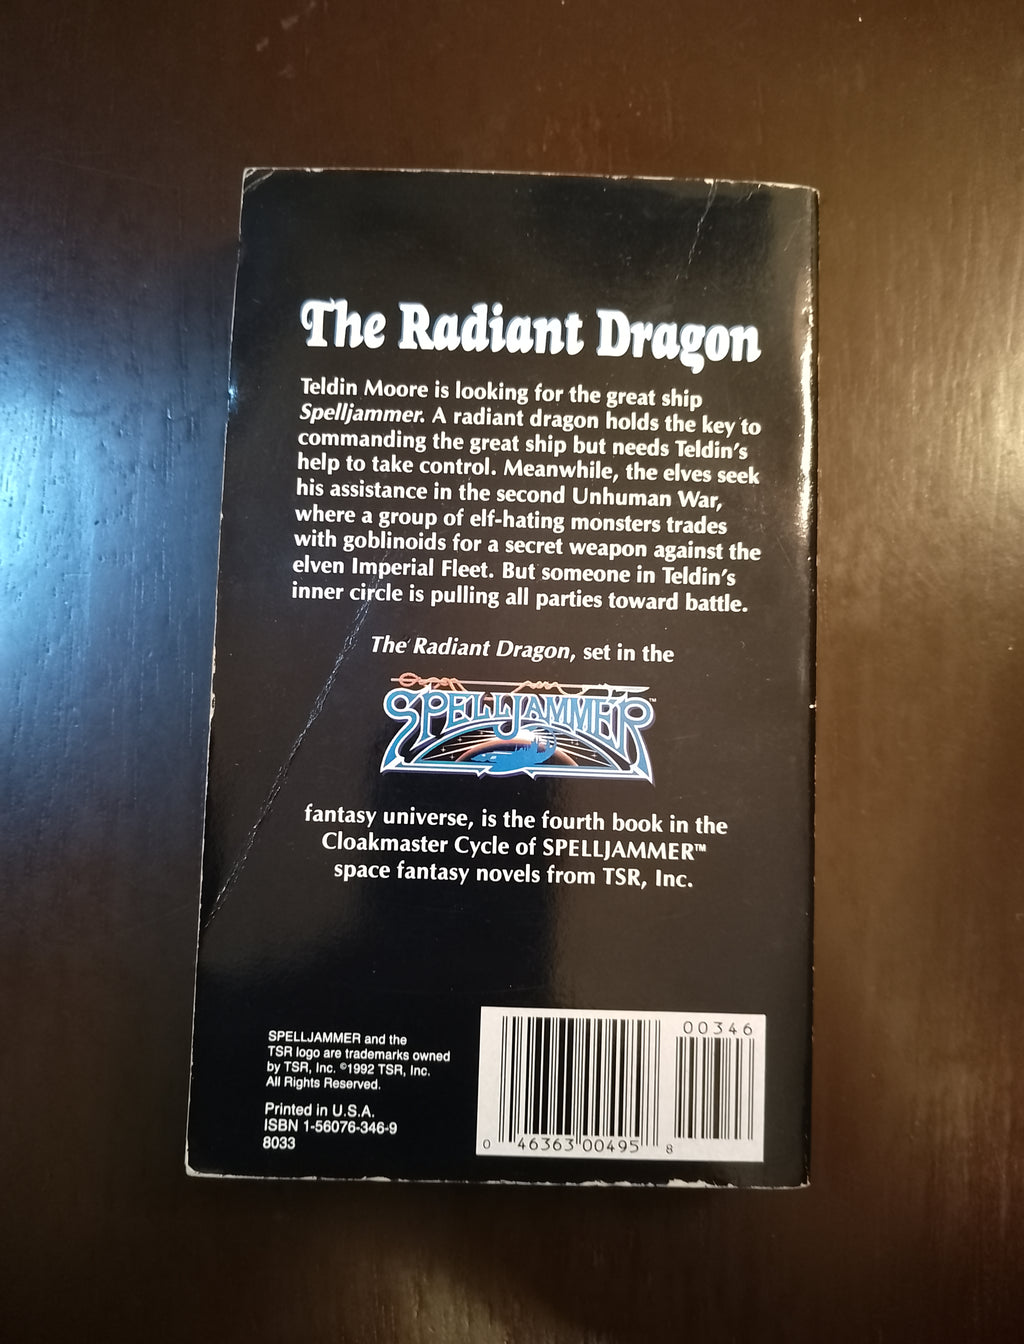 The Radiant Dragon
Teldin Moore is looking for the great ship
Spelljammer. A radiant dragon holds the key to
commanding the great ship but needs Teldin's
help to take control. Meanwhile, the elves seek
his assistance in the second Unhuman War,
where a group of elf-hating monsters trades
with goblinoids for a secret weapon against the
elven Imperial Fleet. But someone in Teldin's
inner circle is pulling all parties toward battle.
The Radiant Dragon, set in the
SPELLJAMMER™
fantasy universe, is the fourth book in the
Cloakmaster Cycle of SPELLJAMMER™
space fantasy novels from TSR, Inc.
SPELLJAMMER and the
TSR logo are trademarks owned
by TSR, Inc. ©1992 TSR, Inc.
All Rights Reserved.
Printed in U.S.A.
ISBN 1-56076-346-9
8033
00346
0 46363 00495 8